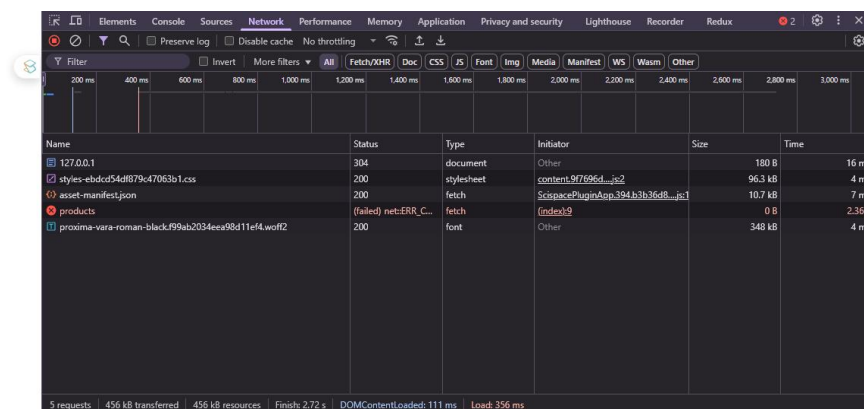 Elements Console Sources Network Performance Memory Application Privacy and security Lighthouse Recorder Redux 2
Preserve log Disable cache No throttling
Filter Invert More filters All Fetch/XHR Doc CSS JS Font Img Media Manifest WS Wasm Other
200 ms 400 ms 600 ms 800 ms 1,000 ms 1,200 ms 1,400 ms 1,600 ms 1,800 ms 2,000 ms 2,200 ms 2,400 ms 2,600 ms 2,800 ms 3,000 ms
Name Status Type Initiator Size Time
127.0.0.1 304 document Other 180 B 16 m
styles-ebdcd54df879c47063b1.css 200 stylesheet content.9f7696d....js:2 96.3 kB 4 m
asset-manifest.json 200 fetch ScispacePluginApp.394.b3b36d8....js:1 10.7 kB 7 m
products (failed) net::ERR_C... fetch (index):9 0 B 2.36
proxima-vara-roman-black.f99ab2034eea98d11ef4.woff2 200 font Other 348 kB 4 m
5 requests 456 kB transferred 456 kB resources Finish: 2.72 s DOMContentLoaded: 111 ms Load: 356 ms